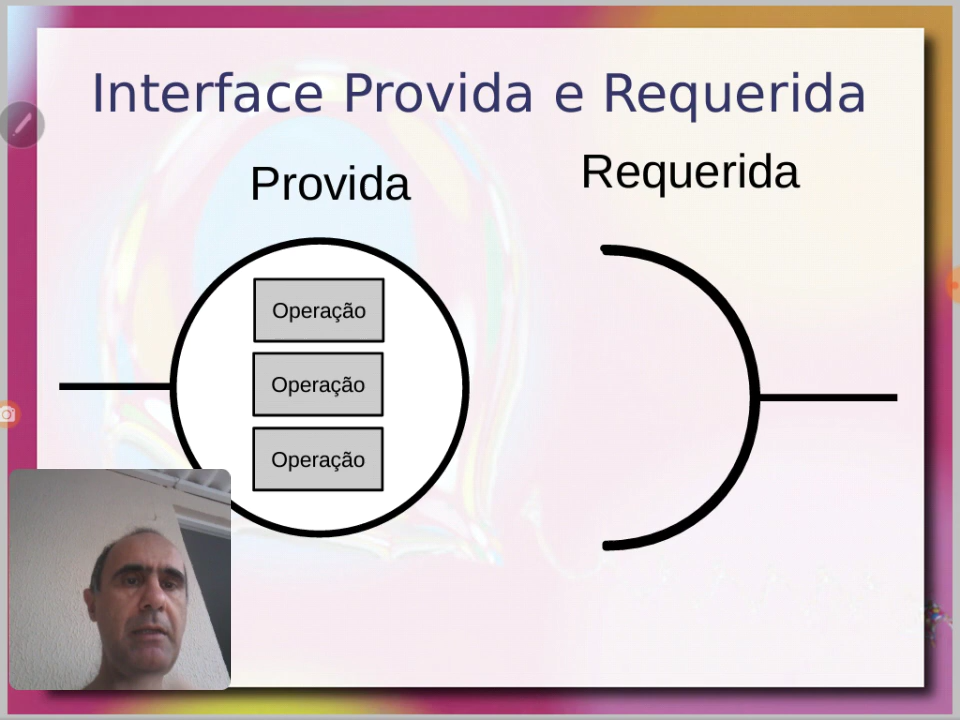 Interface Provida e Requerida
Provida
Requerida
Operação
Operação
Operação